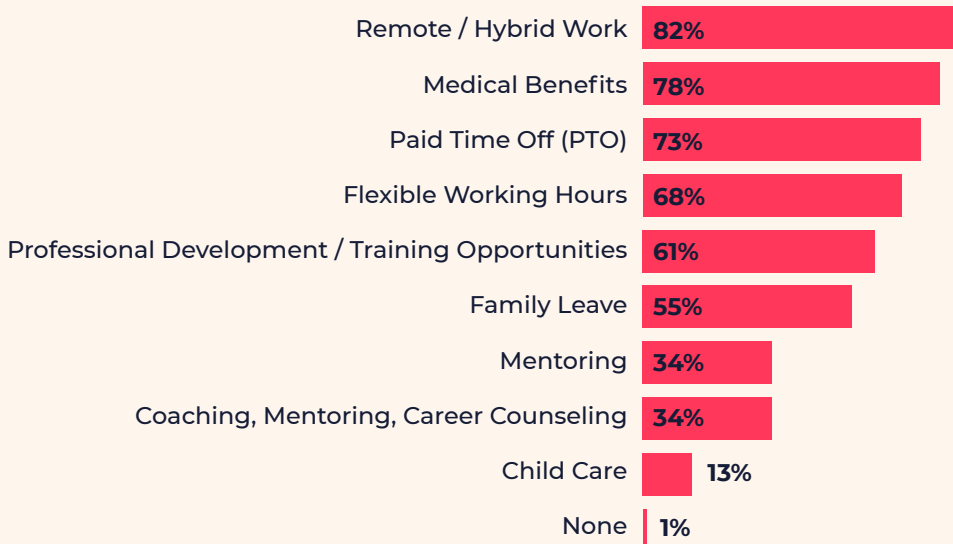 Remote / Hybrid Work 82%
Medical Benefits 78%
Paid Time Off (PTO) 73%
Flexible Working Hours 68%
Professional Development / Training Opportunities 61%
Family Leave 55%
Mentoring 34%
Coaching, Mentoring, Career Counseling 34%
Child Care 13%
None 1%